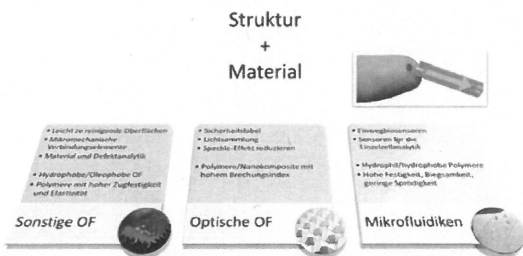 Struktur
+
Material
• Leicht zu reinigende Oberflächen
• Mikromechanische
Verbindungselemente
• Material und Defektanalytik
• Hydrophobe/Oleophobe OF
• Polymere mit hoher Zugfestigkeit
und Elastizität
Sonstige OF
• Sicherheitslabel
• Lichtsammlung
• Speckle-Effekt reduzieren
• Polymere/Nanokomposite mit
hohem Brechungsindex
Optische OF
• Einwegbiosensoren
• Sensoren für die
Einzelzellanalytik
• Hydrophil/hydrophobe Polymere
• Hohe Festigkeit, Biegsamkeit,
geringe Sprödigkeit
Mikrofluidiken